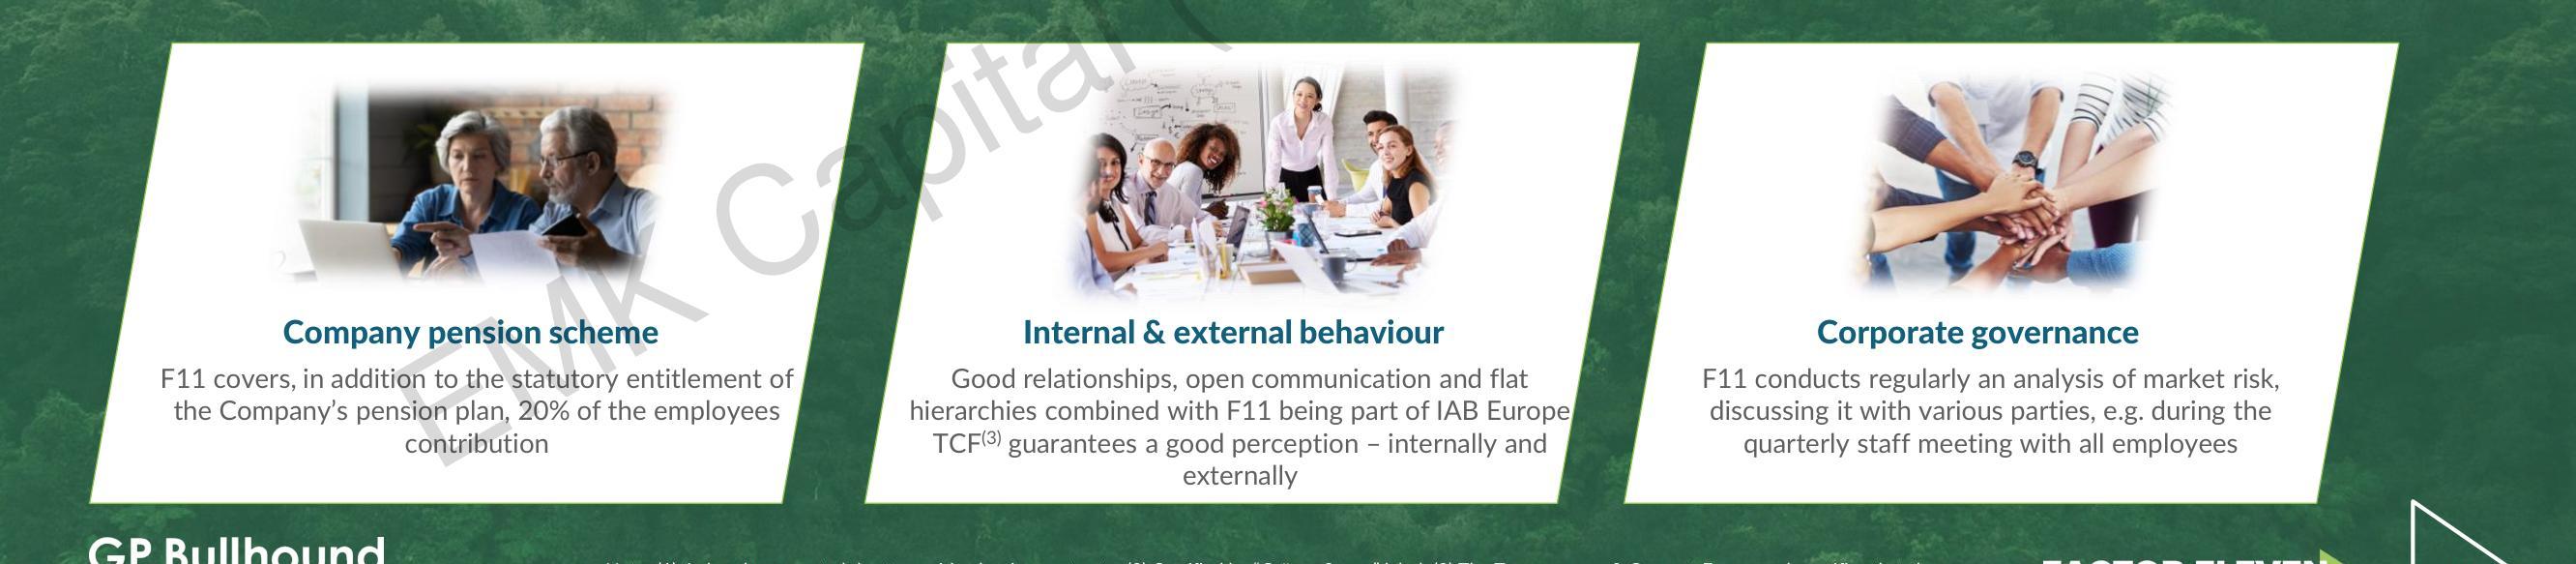 EMK Capital (
Company pension scheme
F11 covers, in addition to the statutory entitlement of
the Company’s pension plan, 20% of the employees
contribution
Internal & external behaviour
Good relationships, open communication and flat
hierarchies combined with F11 being part of IAB Europe
TCF(3) guarantees a good perception – internally and
externally
Corporate governance
F11 conducts regularly an analysis of market risk,
discussing it with various parties, e.g. during the
quarterly staff meeting with all employees
GP Bullhound
FACTOR ELEVEN